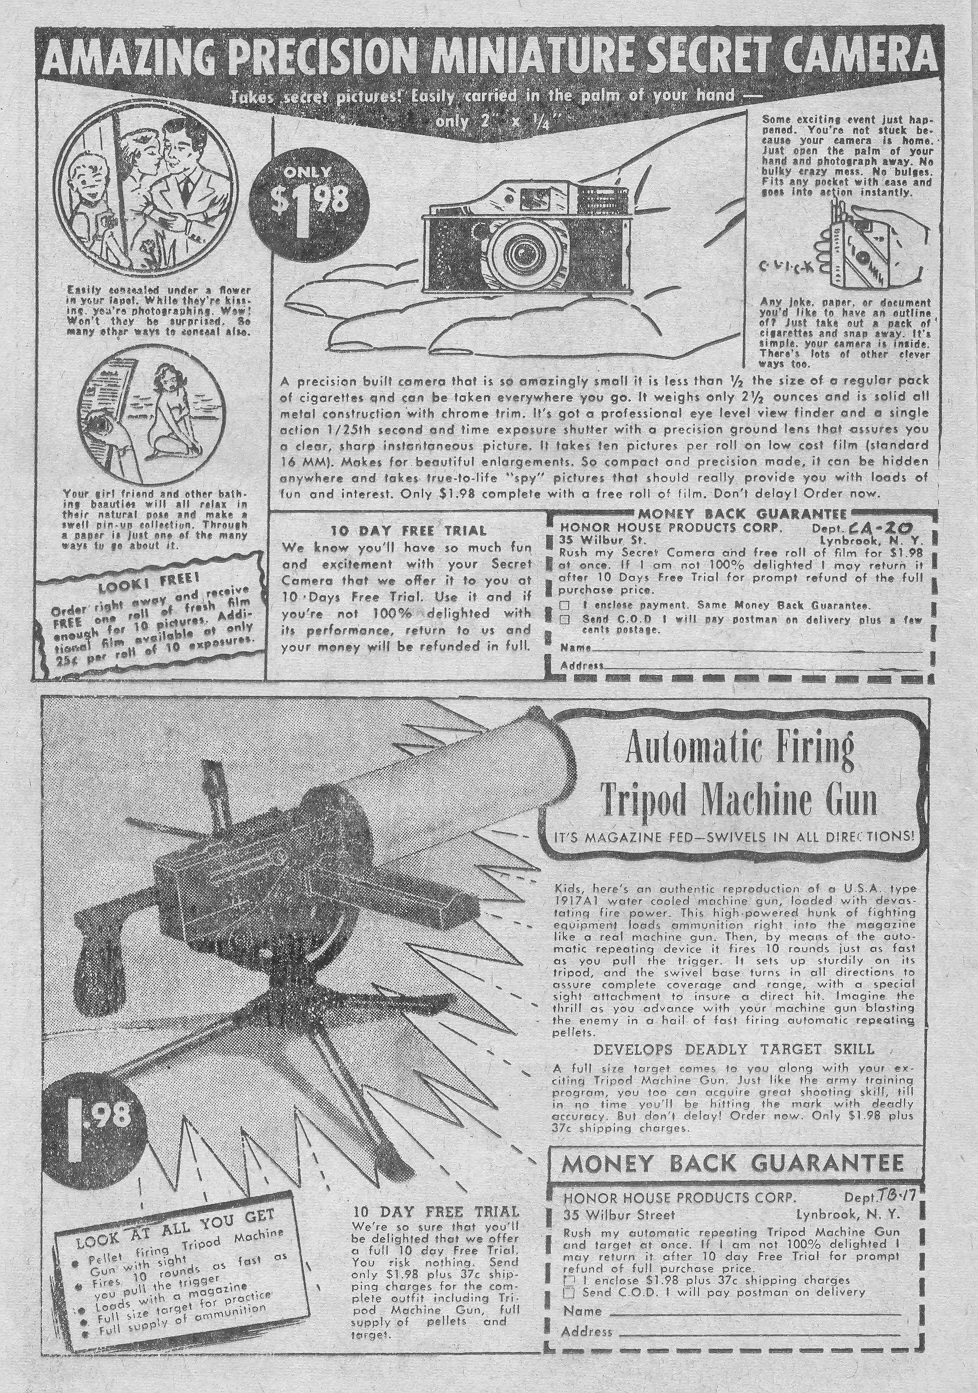 AMAZING PRECISION MINIATURE SECRET CAMERA
Takes secret pictures! Easily carried in the palm of your hand —
only 2" x ¼"
ONLY
$1.98
Easily concealed under a flower
in your lapel. While they're kiss-
ing, you're photographing. Wow!
Won't they be surprised. So
many other ways to conceal also.
Your girl friend and other bath-
ing beauties will all relax in
their natural pose and make a
swell pin-up collection. Through
a paper is just one of the many
ways to go about it.
LOOK! FREE!
Order right away and receive
FREE one roll of fresh film
enough for 10 pictures. Addi-
tional film available at only
25¢ per roll of 10 exposures.
Some exciting event just hap-
pened. You're not stuck be-
cause your camera is home.
Just open the palm of your
hand and photograph away. No
bulky crazy mess. No bulges.
Fits any pocket with ease and
goes into action instantly.
C-L-I-C-K
Any joke, paper, or document
you'd like to have an outline
of? Just take out a pack of
cigarettes and snap away. It's
simple, your camera is inside.
There's lots of other clever
ways too.
A precision built camera that is so amazingly small it is less than ½ the size of a regular pack
of cigarettes and can be taken everywhere you go. It weighs only 2½ ounces and is solid all
metal construction with chrome trim. It's got a professional eye level view finder and a single
action 1/25th second and time exposure shutter with a precision ground lens that assures you
a clear, sharp instantaneous picture. It takes ten pictures per roll on low cost film (standard
16 MM). Makes for beautiful enlargements. So compact and precision made, it can be hidden
anywhere and takes true-to-life "spy" pictures that should really provide you with loads of
fun and interest. Only $1.98 complete with a free roll of film. Don't delay! Order now.
10 DAY FREE TRIAL
We know you'll have so much fun
and excitement with your Secret
Camera that we offer it to you at
10 Days Free Trial. Use it and if
you're not 100% delighted with
its performance, return to us and
your money will be refunded in full.
MONEY BACK GUARANTEE
HONOR HOUSE PRODUCTS CORP. Dept. CA-20
35 Wilbur St. Lynbrook, N. Y.
Rush my Secret Camera and free roll of film for $1.98
at once. If I am not 100% delighted I may return it
after 10 Days Free Trial for prompt refund of the full
purchase price.
☐ I enclose payment. Same Money Back Guarantee.
☐ Send C.O.D I will pay postman on delivery plus a few
cents postage.
Name
Address
Automatic Firing
Tripod Machine Gun
IT'S MAGAZINE FED—SWIVELS IN ALL DIRECTIONS!
Kids, here's an authentic reproduction of a U.S.A. type
1917A1 water cooled machine gun, loaded with devas-
tating fire power. This high-powered hunk of fighting
equipment loads ammunition right into the magazine
like a real machine gun. Then, by means of the auto-
matic repeating device it fires 10 rounds just as fast
as you pull the trigger. It sets up sturdily on its
tripod, and the swivel base turns in all directions to
assure complete coverage and range, with a special
sight attachment to insure a direct hit. Imagine the
thrill as you advance with your machine gun blasting
the enemy in a hail of fast firing automatic repeating
pellets.
DEVELOPS DEADLY TARGET SKILL
A full size target comes to you along with your ex-
citing Tripod Machine Gun. Just like the army training
program, you too can acquire great shooting skill, till
in no time you'll be hitting the mark with deadly
accuracy. But don't delay! Order now. Only $1.98 plus
37c shipping charges.
1.98
LOOK AT ALL YOU GET
• Pellet firing Tripod Machine
Gun with sight
• Fires 10 rounds as fast as
you pull the trigger
• Loads with a magazine
• Full size target for practice
• Full supply of ammunition
10 DAY FREE TRIAL
We're so sure that you'll
be delighted that we offer
a full 10 day Free Trial.
You risk nothing. Send
only $1.98 plus 37c ship-
ping charges for the com-
plete outfit including Tri-
pod Machine Gun, full
supply of pellets and
target.
MONEY BACK GUARANTEE
HONOR HOUSE PRODUCTS CORP. Dept. TB-17
35 Wilbur Street Lynbrook, N. Y.
Rush my automatic repeating Tripod Machine Gun
and target at once. If I am not 100% delighted I
may return it after 10 day Free Trial for prompt
refund of full purchase price.
☐ I enclose $1.98 plus 37c shipping charges
☐ Send C.O.D. I will pay postman on delivery
Name
Address